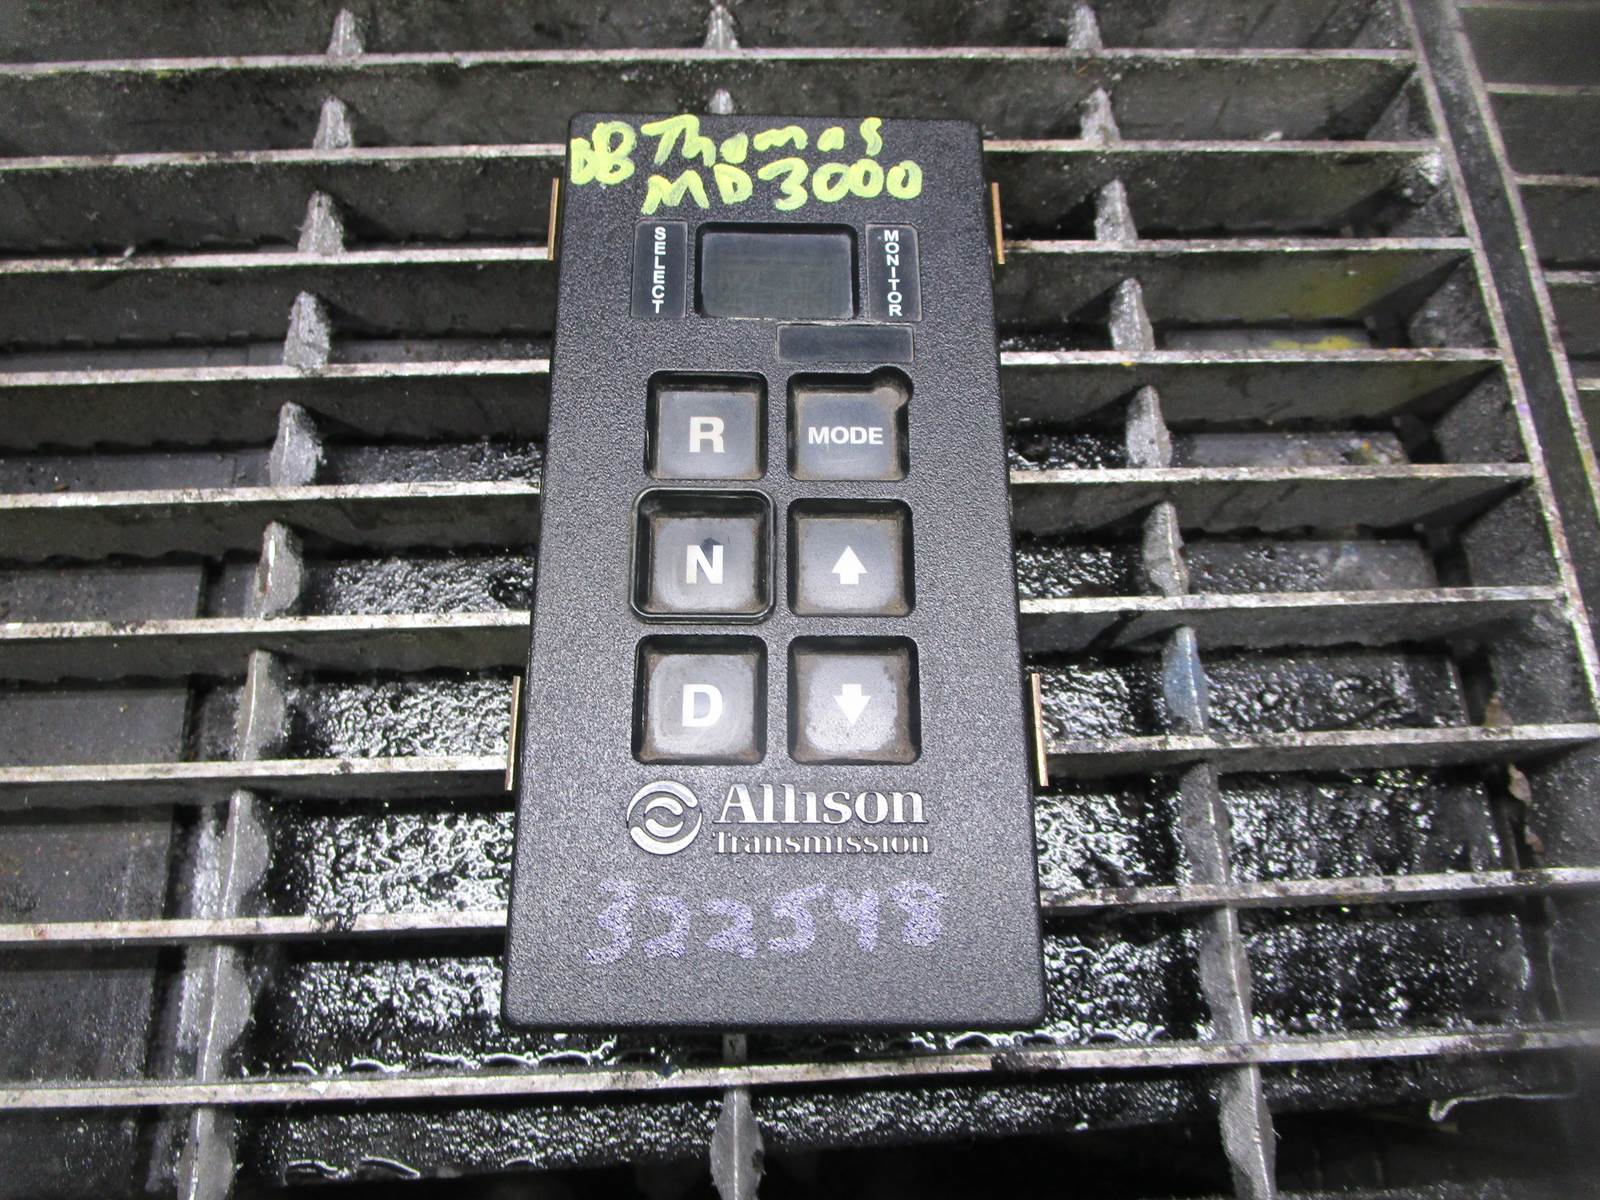 DB Thomas
MD3000
SELECT
MONITOR
R
MODE
N
D
Allison
Transmission
322548